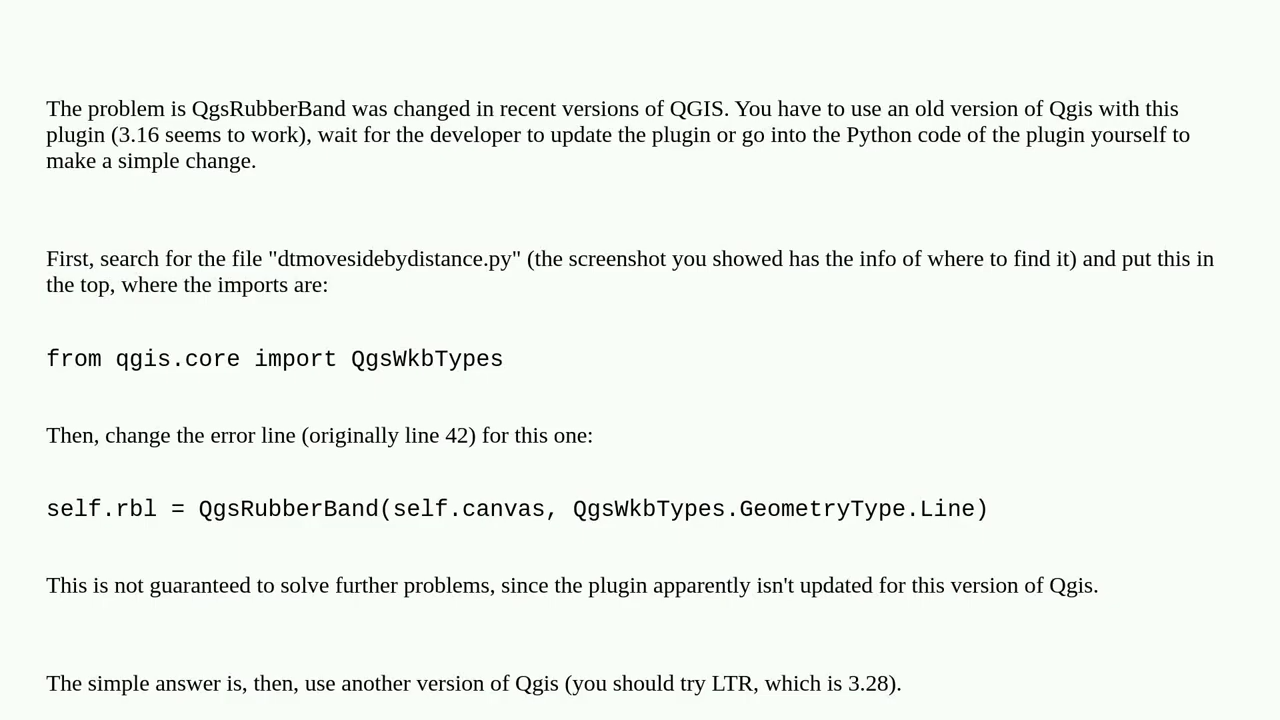 The problem is QgsRubberBand was changed in recent versions of QGIS. You have to use an old version of Qgis with this
plugin (3.16 seems to work), wait for the developer to update the plugin or go into the Python code of the plugin yourself to
make a simple change.
First, search for the file "dtmovesidebydistance.py" (the screenshot you showed has the info of where to find it) and put this in
the top, where the imports are:
from qgis.core import QgsWkbTypes
Then, change the error line (originally line 42) for this one:
self.rbl = QgsRubberBand(self.canvas, QgsWkbTypes.GeometryType.Line)
This is not guaranteed to solve further problems, since the plugin apparently isn't updated for this version of Qgis.
The simple answer is, then, use another version of Qgis (you should try LTR, which is 3.28).